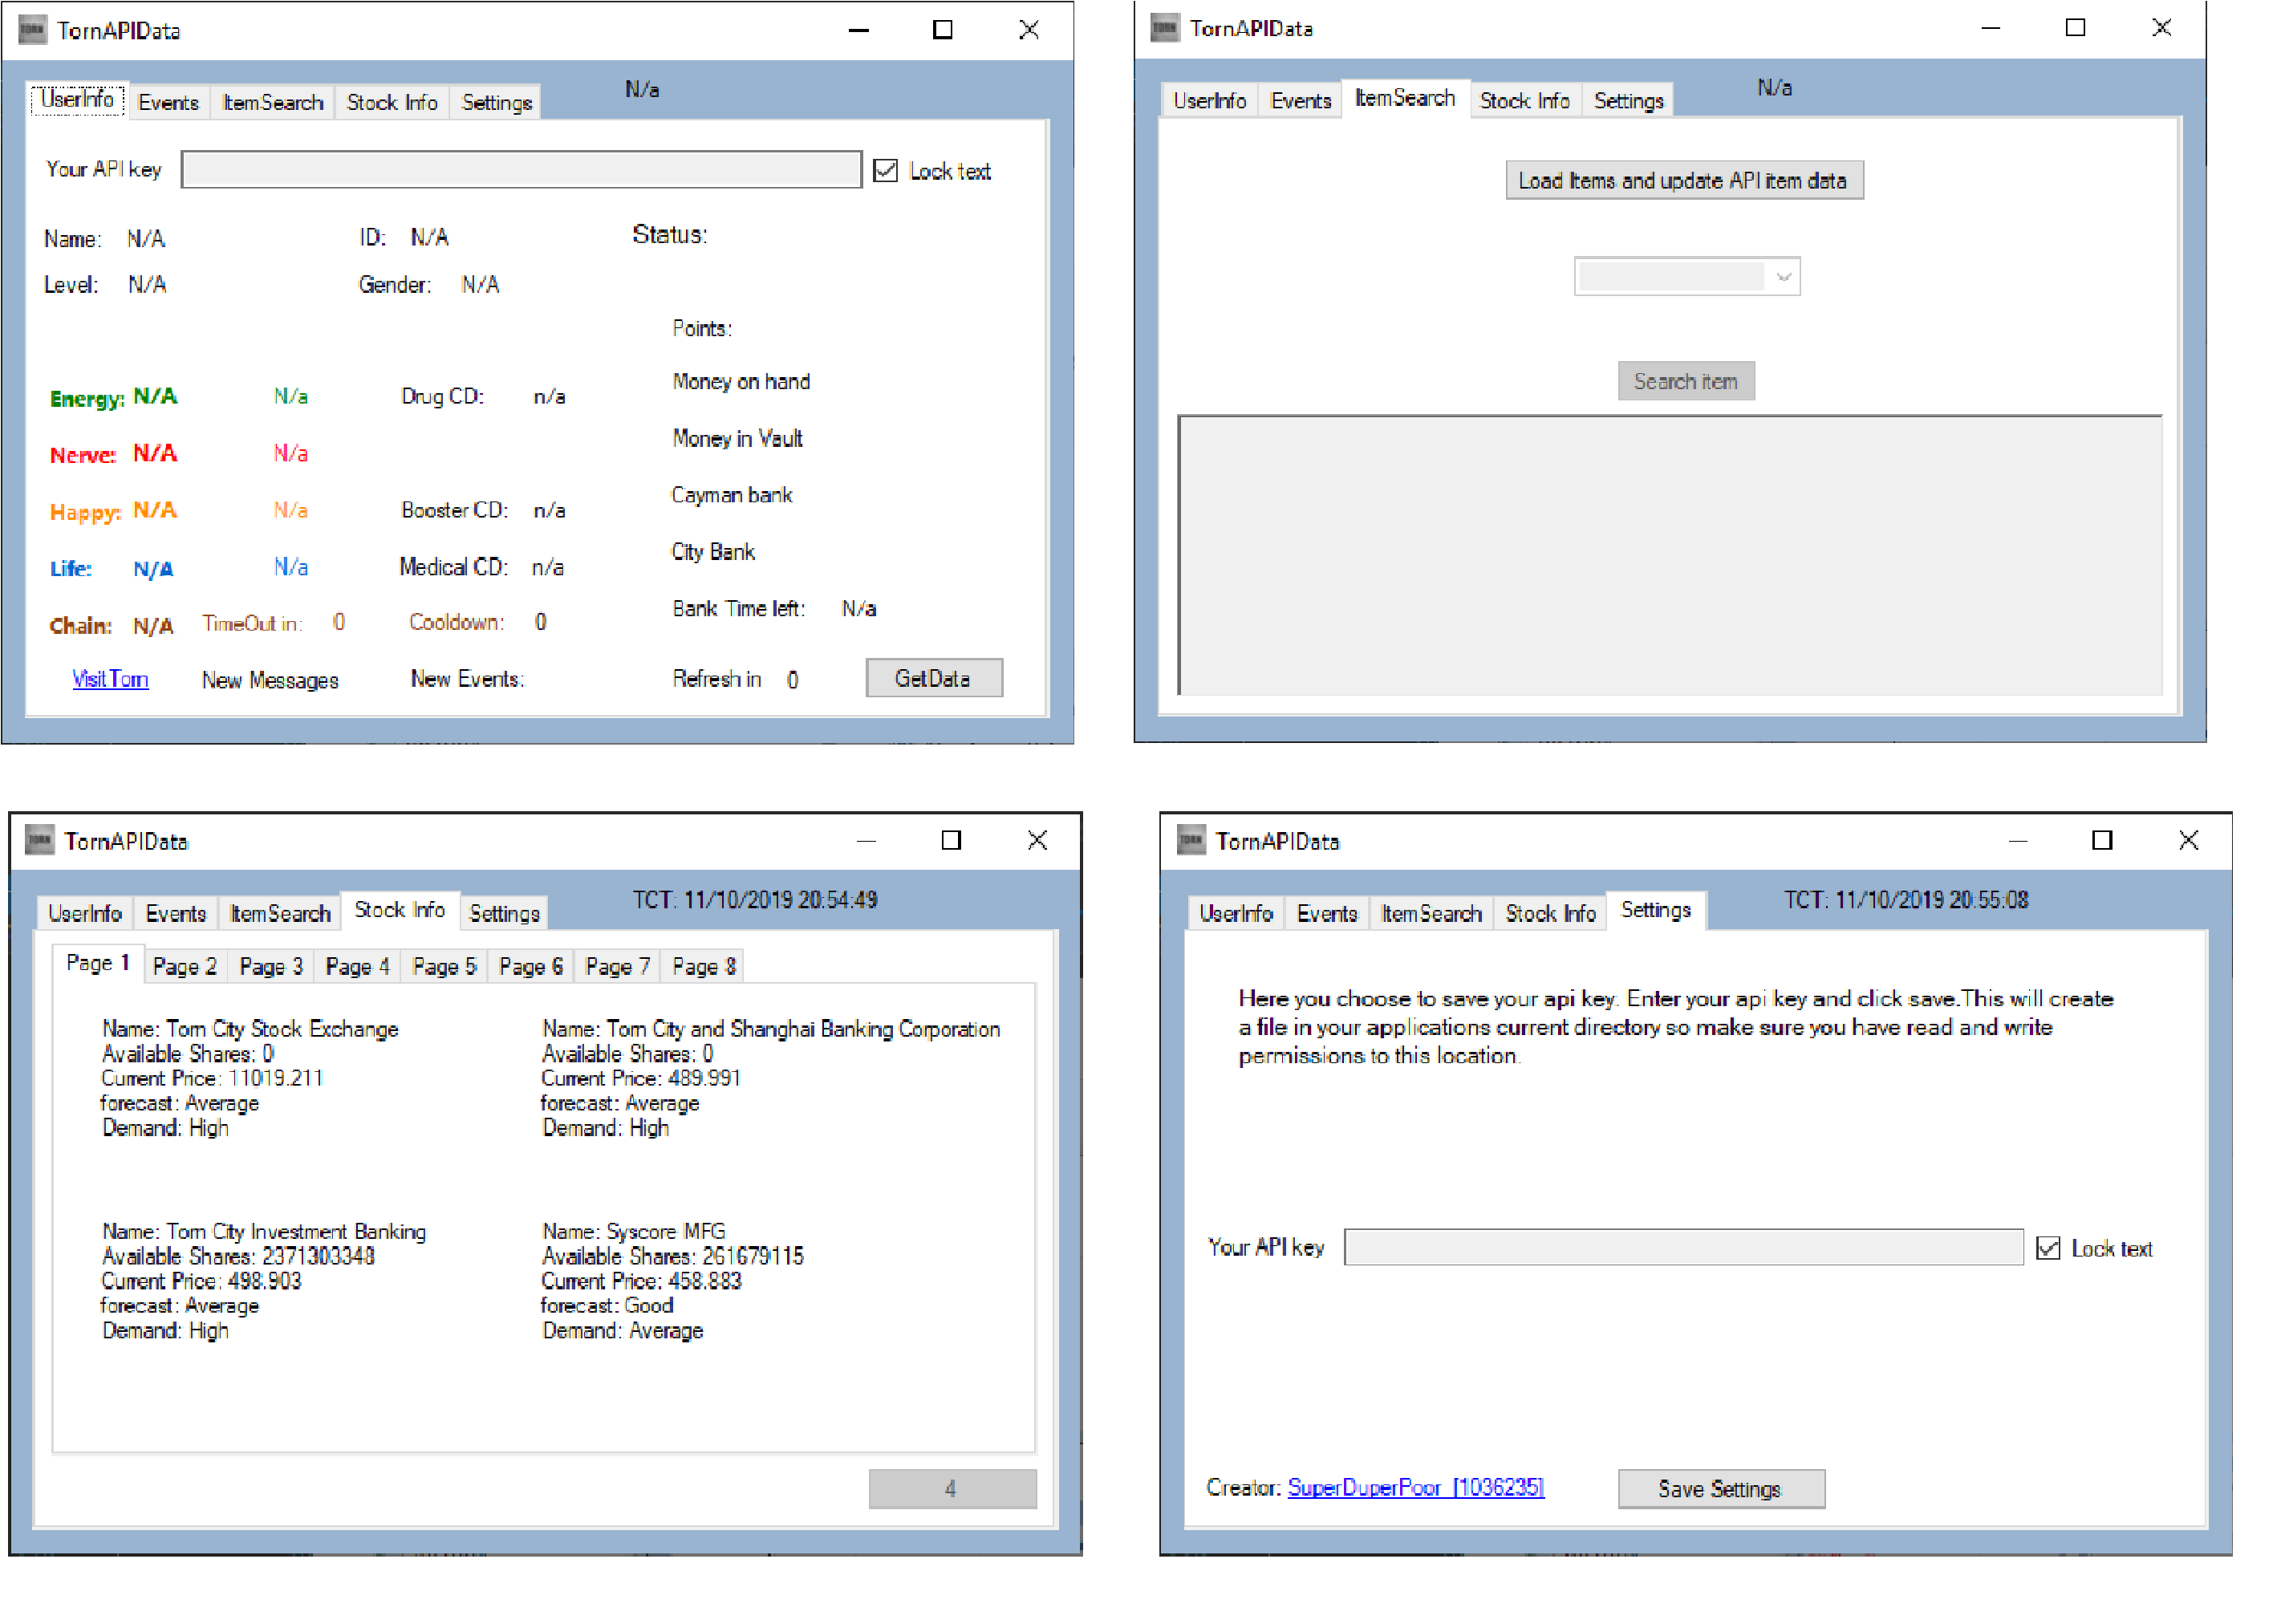 TornAPIData
UserInfo Events ItemSearch Stock Info Settings N/a
Your API key Lock text
Name: N/A ID: N/A Status:
Level: N/A Gender: N/A
Points:
Money on hand
Energy: N/A N/a Drug CD: n/a
Money in Vault
Nerve: N/A N/a
Cayman bank
Happy: N/A N/a Booster CD: n/a
City Bank
Life: N/A N/a Medical CD: n/a
Bank Time left: N/a
Chain: N/A TimeOut in: 0 Cooldown: 0
Visit Torn New Messages New Events: Refresh in 0 GetData
TornAPIData
UserInfo Events ItemSearch Stock Info Settings N/a
Load Items and update API item data
Search item
TornAPIData
UserInfo Events ItemSearch Stock Info Settings TCT: 11/10/2019 20:54:49
Page 1 Page 2 Page 3 Page 4 Page 5 Page 6 Page 7 Page 8
Name: Torn City Stock Exchange
Available Shares: 0
Current Price: 11019.211
forecast: Average
Demand: High
Name: Torn City and Shanghai Banking Corporation
Available Shares: 0
Current Price: 489.991
forecast: Average
Demand: High
Name: Torn City Investment Banking
Available Shares: 2371303348
Current Price: 498.903
forecast: Average
Demand: High
Name: Syscore MFG
Available Shares: 261679115
Current Price: 458.883
forecast: Good
Demand: Average
4
TornAPIData
UserInfo Events ItemSearch Stock Info Settings TCT: 11/10/2019 20:55:08
Here you choose to save your api key. Enter your api key and click save.This will create
a file in your applications current directory so make sure you have read and write
permissions to this location.
Your API key Lock text
Creator: SuperDuperPoor [1036235] Save Settings